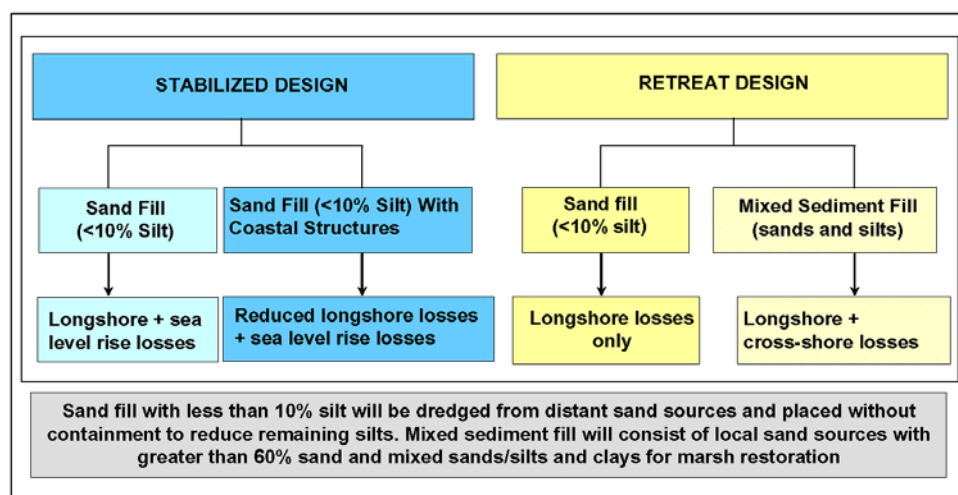 STABILIZED DESIGN
RETREAT DESIGN
Sand Fill
(<10% Silt)
Sand Fill (<10% Silt) With
Coastal Structures
Sand fill
(<10% silt)
Mixed Sediment Fill
(sands and silts)
Longshore + sea
level rise losses
Reduced longshore losses
+ sea level rise losses
Longshore losses
only
Longshore +
cross-shore losses
Sand fill with less than 10% silt will be dredged from distant sand sources and placed without
containment to reduce remaining silts. Mixed sediment fill will consist of local sand sources with
greater than 60% sand and mixed sands/silts and clays for marsh restoration